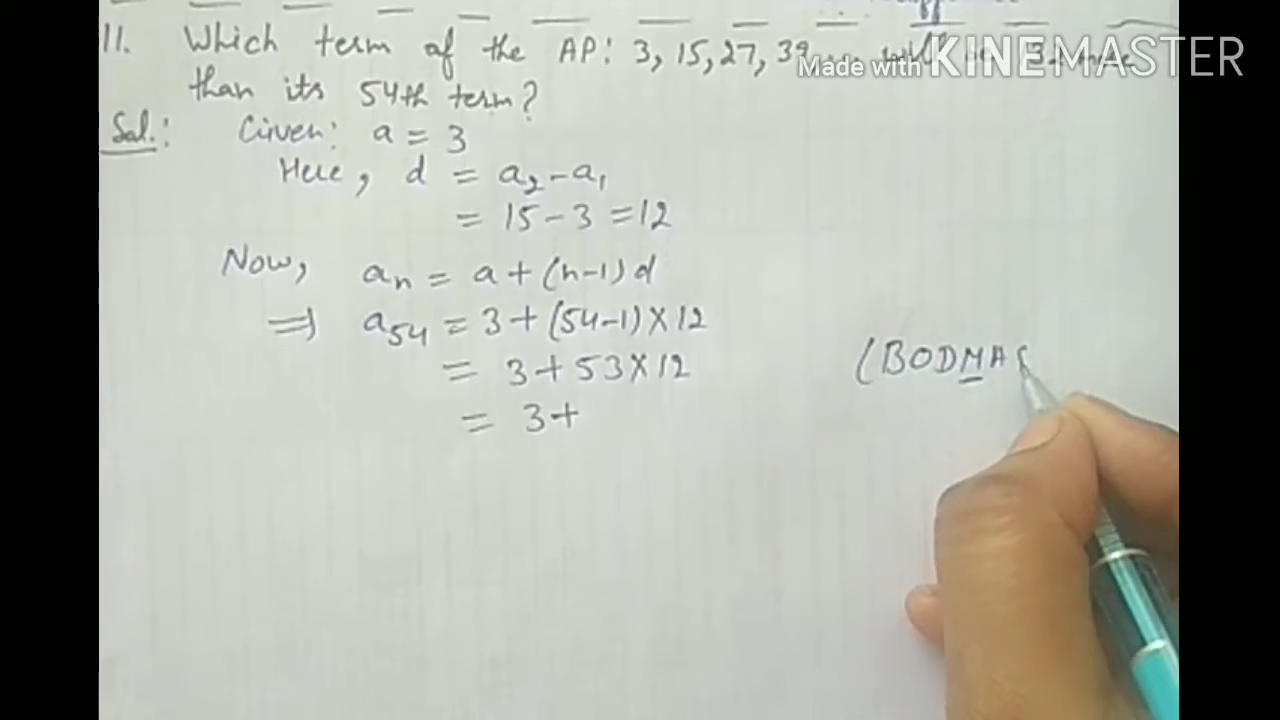 11. Which term of the AP: 3, 15, 27, 39
Made with KINEMASTER
than its 54th term?
Sol.: Given: a = 3
Here, d = a₂ - a₁
= 15 - 3 = 12
Now, aₙ = a + (n-1) d
⇒ a₅₄ = 3 + (54-1) × 12
= 3 + 53 × 12
(BODMAS
= 3 +